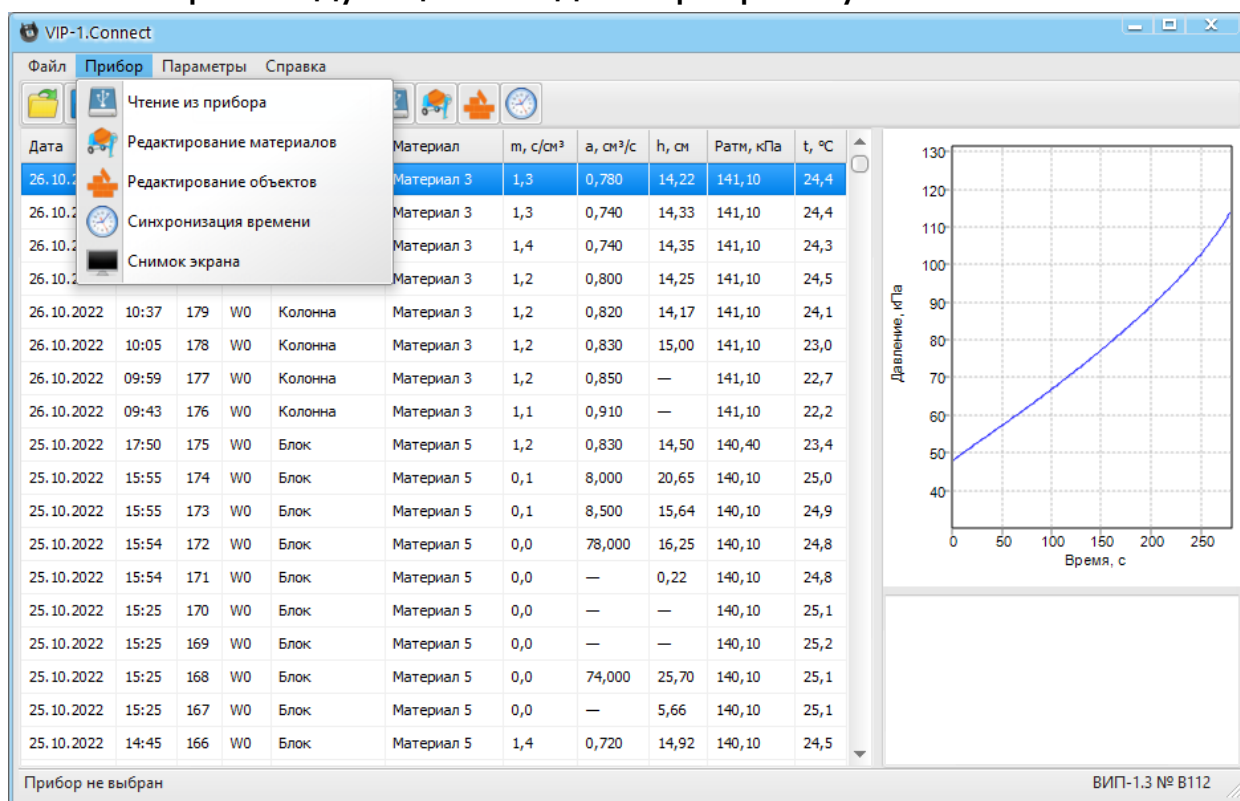 VIP-1.Connect
Файл Прибор Параметры Справка
Чтение из прибора
Редактирование материалов
Редактирование объектов
Синхронизация времени
Снимок экрана
Дата Материал m, с/см³ a, см³/с h, см Pатм, кПа t, ºC
26.10.2 Материал 3 1,3 0,780 14,22 141,10 24,4
26.10.2 Материал 3 1,3 0,740 14,33 141,10 24,4
26.10.2 Материал 3 1,4 0,740 14,35 141,10 24,3
26.10.2 Материал 3 1,2 0,800 14,25 141,10 24,5
26.10.2022 10:37 179 W0 Колонна Материал 3 1,2 0,820 14,17 141,10 24,1
26.10.2022 10:05 178 W0 Колонна Материал 3 1,2 0,830 15,00 141,10 23,0
26.10.2022 09:59 177 W0 Колонна Материал 3 1,2 0,850 — 141,10 22,7
26.10.2022 09:43 176 W0 Колонна Материал 3 1,1 0,910 — 141,10 22,2
25.10.2022 17:50 175 W0 Блок Материал 5 1,2 0,830 14,50 140,40 23,4
25.10.2022 15:55 174 W0 Блок Материал 5 0,1 8,000 20,65 140,10 25,0
25.10.2022 15:55 173 W0 Блок Материал 5 0,1 8,500 15,64 140,10 24,9
25.10.2022 15:54 172 W0 Блок Материал 5 0,0 78,000 16,25 140,10 24,8
25.10.2022 15:54 171 W0 Блок Материал 5 0,0 — 0,22 140,10 24,8
25.10.2022 15:25 170 W0 Блок Материал 5 0,0 — — 140,10 25,1
25.10.2022 15:25 169 W0 Блок Материал 5 0,0 — — 140,10 25,2
25.10.2022 15:25 168 W0 Блок Материал 5 0,0 74,000 25,70 140,10 25,1
25.10.2022 15:25 167 W0 Блок Материал 5 0,0 — 5,66 140,10 25,1
25.10.2022 14:45 166 W0 Блок Материал 5 1,4 0,720 14,92 140,10 24,5
130
120
110
100
90
80
70
60
50
40
Давление, кПа
0 50 100 150 200 250
Время, с
Прибор не выбран ВИП-1.3 № B112